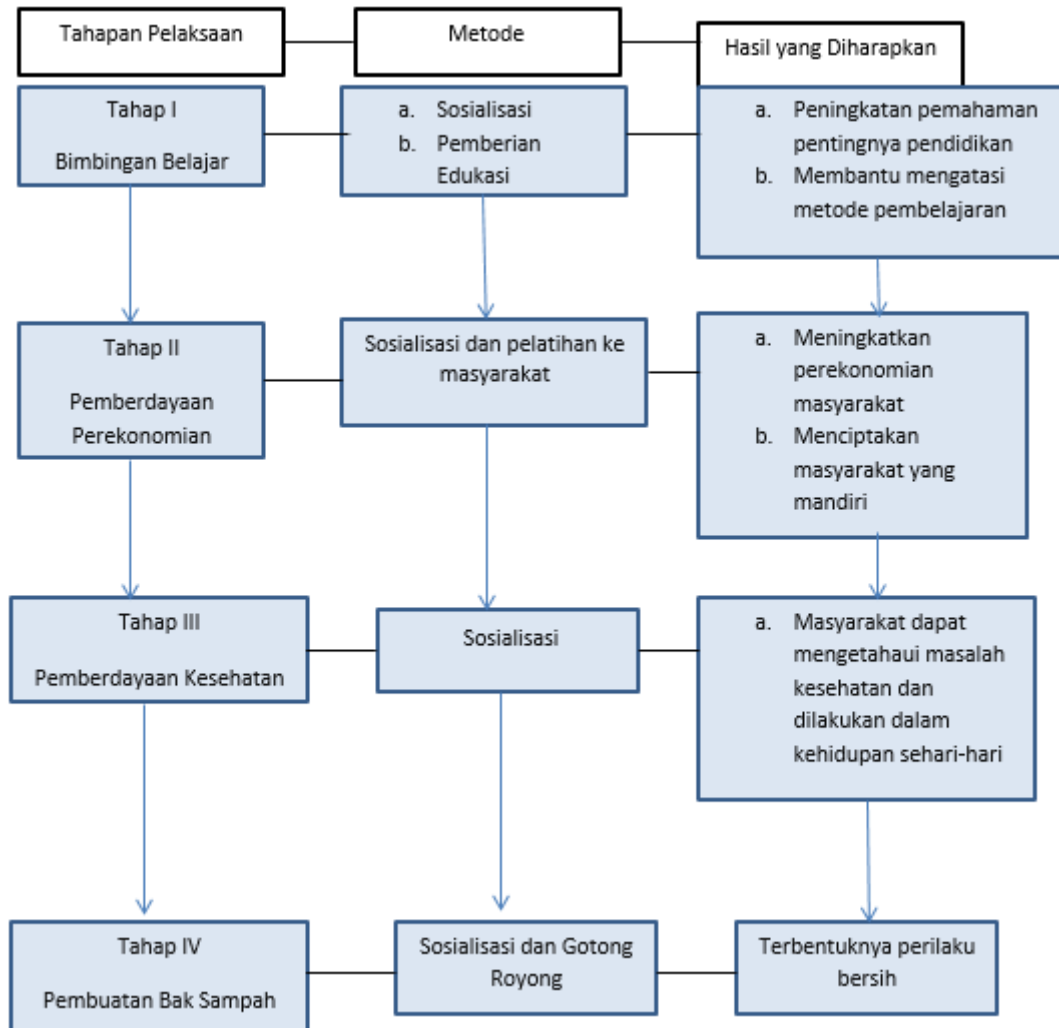 Tahapan Pelaksaan
Metode
Hasil yang Diharapkan
Tahap I
Bimbingan Belajar
a. Sosialisasi
b. Pemberian
Edukasi
a. Peningkatan pemahaman
pentingnya pendidikan
b. Membantu mengatasi
metode pembelajaran
Tahap II
Pemberdayaan
Perekonomian
Sosialisasi dan pelatihan ke
masyarakat
a. Meningkatkan
perekonomian
masyarakat
b. Menciptakan
masyarakat yang
mandiri
Tahap III
Pemberdayaan Kesehatan
Sosialisasi
a. Masyarakat dapat
mengetahaui masalah
kesehatan dan
dilakukan dalam
kehidupan sehari-hari
Tahap IV
Pembuatan Bak Sampah
Sosialisasi dan Gotong
Royong
Terbentuknya perilaku
bersih